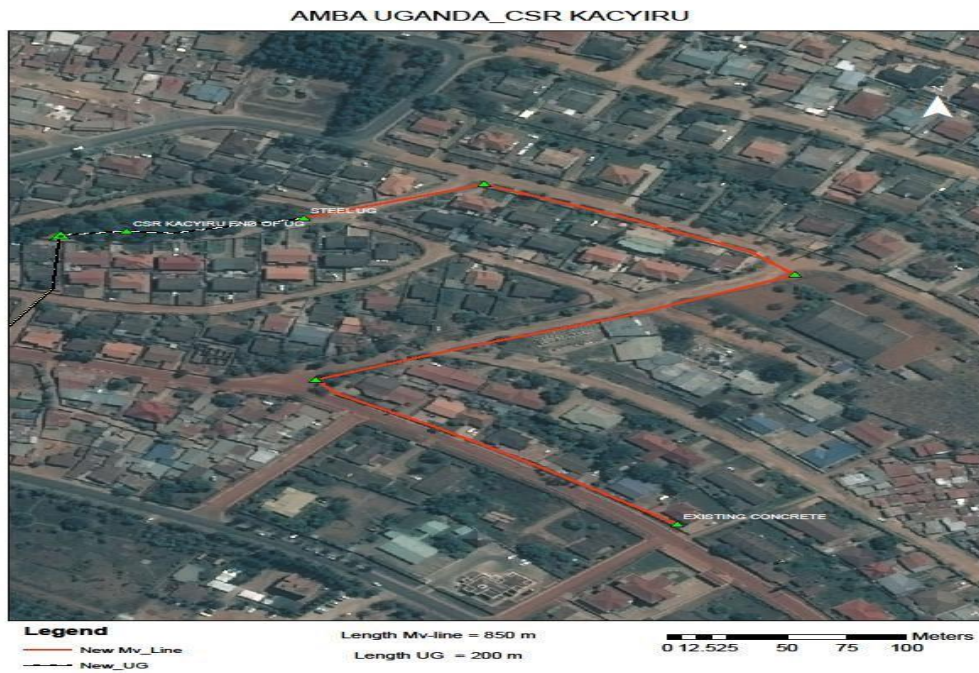 AMBA UGANDA_CSR KACYIRU
STEEL UG
CSR KACYIRU END OF UG
EXISTING CONCRETE
Legend
New Mv_Line
New_UG
Length Mv-line = 850 m
Length UG = 200 m
Meters
0 12.525 50 75 100